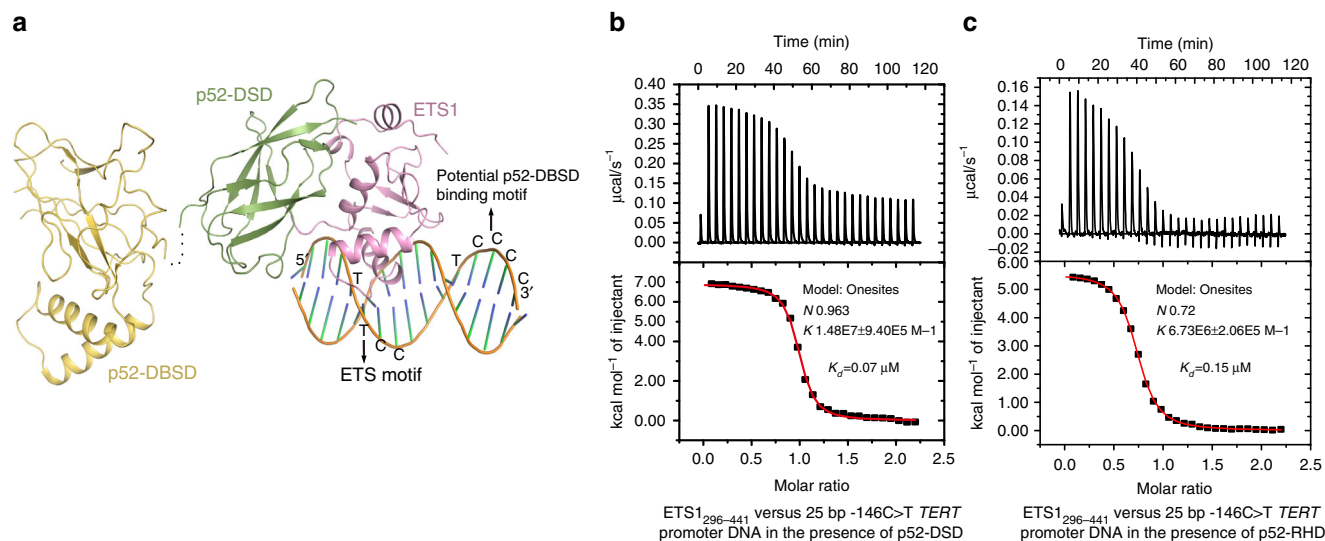 a
p52-DSD
ETS1
Potential p52-DBSD
binding motif
C C
C
C
3′
T
T
5′
T
C C
ETS motif
p52-DBSD
b
Time (min)
0 20 40 60 80 100 120
0.40
0.35
0.30
0.25
0.20
0.15
0.10
0.05
0.00
μcal/s⁻¹
7.00
6.00
4.00
2.00
0.00
kcal mol⁻¹ of injectant
Model: Onesites
N 0.963
K 1.48E7±9.40E5 M–1
Kd=0.07 μM
0.0 0.5 1.0 1.5 2.0 2.5
Molar ratio
ETS1₂₉₆₋₄₄₁ versus 25 bp -146C>T TERT
promoter DNA in the presence of p52-DSD
c
Time (min)
0 20 40 60 80 100 120
0.16
0.14
0.12
0.10
0.08
0.06
0.04
0.02
0.00
–0.02
μcal/s⁻¹
6.00
5.00
4.00
3.00
2.00
1.00
0.00
kcal mol⁻¹ of injectant
Model: Onesites
N 0.72
K 6.73E6±2.06E5 M–1
Kd=0.15 μM
0.0 0.5 1.0 1.5 2.0 2.5
Molar ratio
ETS1₂₉₆₋₄₄₁ versus 25 bp -146C>T TERT
promoter DNA in the presence of p52-RHD